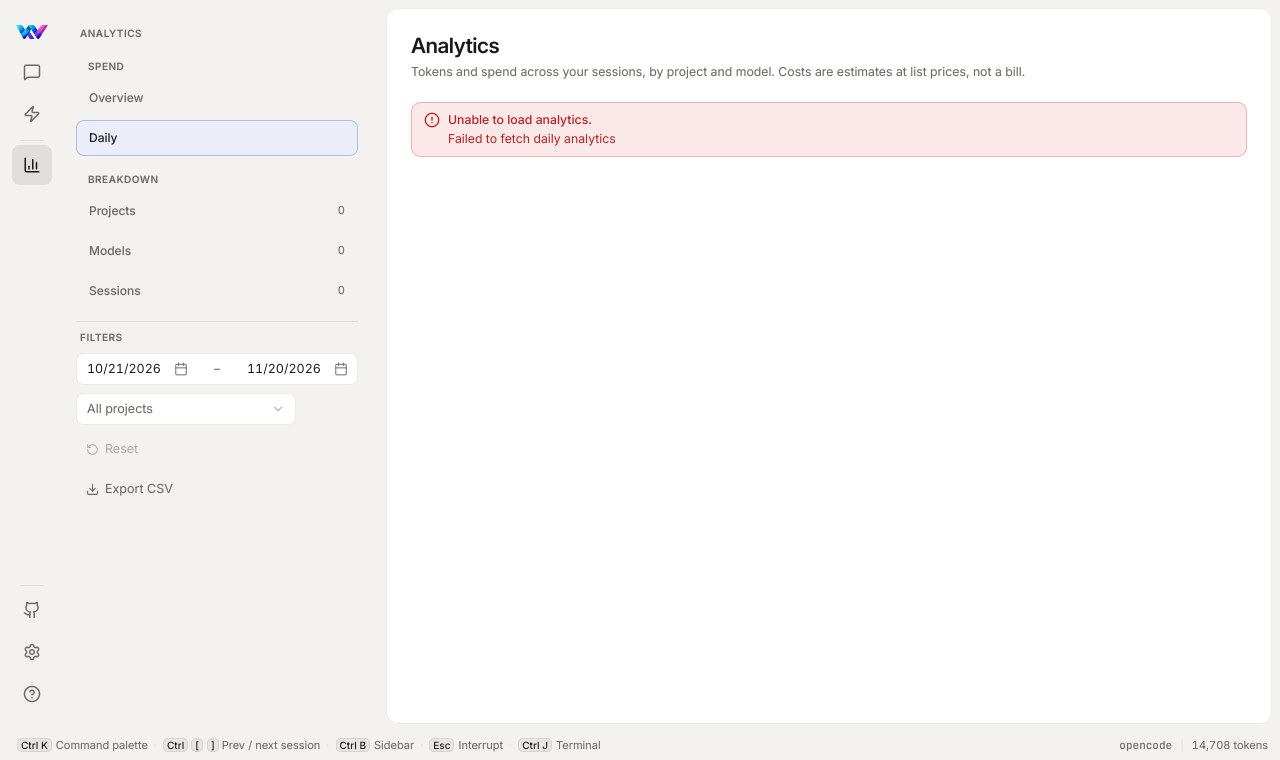 ANALYTICS
SPEND
Overview
Daily
BREAKDOWN
Projects 0
Models 0
Sessions 0
FILTERS
10/21/2026 – 11/20/2026
All projects
Reset
Export CSV
Analytics
Tokens and spend across your sessions, by project and model. Costs are estimates at list prices, not a bill.
Unable to load analytics.
Failed to fetch daily analytics
Ctrl K Command palette Ctrl [ ] Prev / next session Ctrl B Sidebar Esc Interrupt Ctrl J Terminal opencode 14,708 tokens